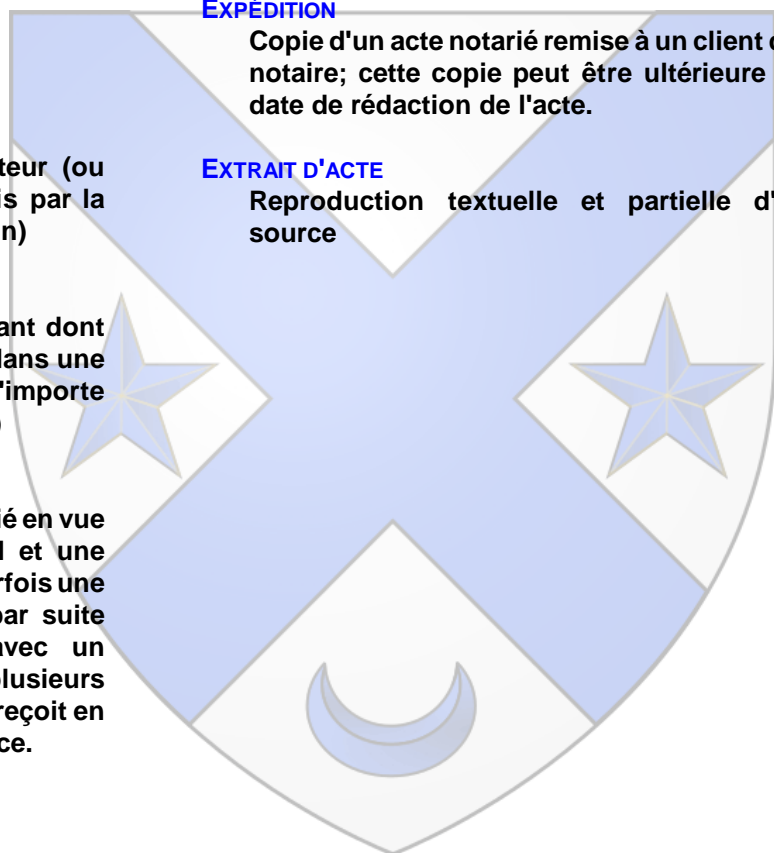 teur (ou
is par la
n)
ant dont
dans une
'importe
)
ié en vue
l et une
rfois une
par suite
avec un
plusieurs
reçoit en
ce.
EXPÉDITION
Copie d'un acte notarié remise à un client
notaire; cette copie peut être ultérieure
date de rédaction de l'acte.
EXTRAIT D'ACTE
Reproduction textuelle et partielle d'
source